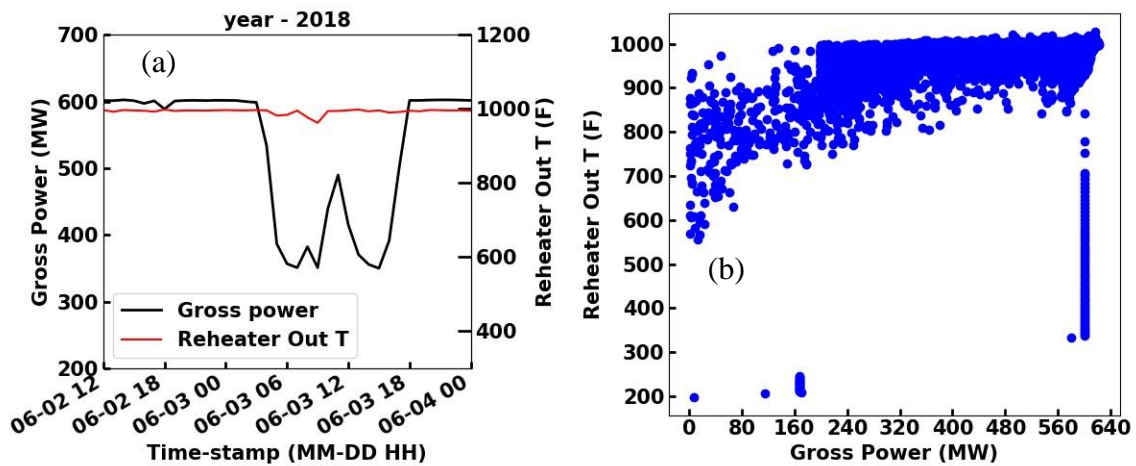 year - 2018
(a)
Gross Power (MW)
700
600
500
400
300
200
Gross power
Reheater Out T
1200
1000
800
600
400
Reheater Out T (F)
06-02 12
06-02 18
06-03 00
06-03 06
06-03 12
06-03 18
06-04 00
Time-stamp (MM-DD HH)
Reheater Out T (F)
1000
900
800
700
600
500
400
300
200
(b)
0 80 160 240 320 400 480 560 640
Gross Power (MW)